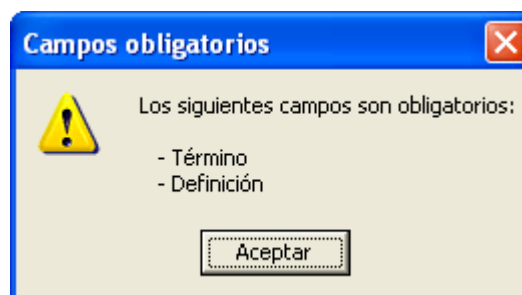 Campos obligatorios
Los siguientes campos son obligatorios:
- Término
- Definición
Aceptar